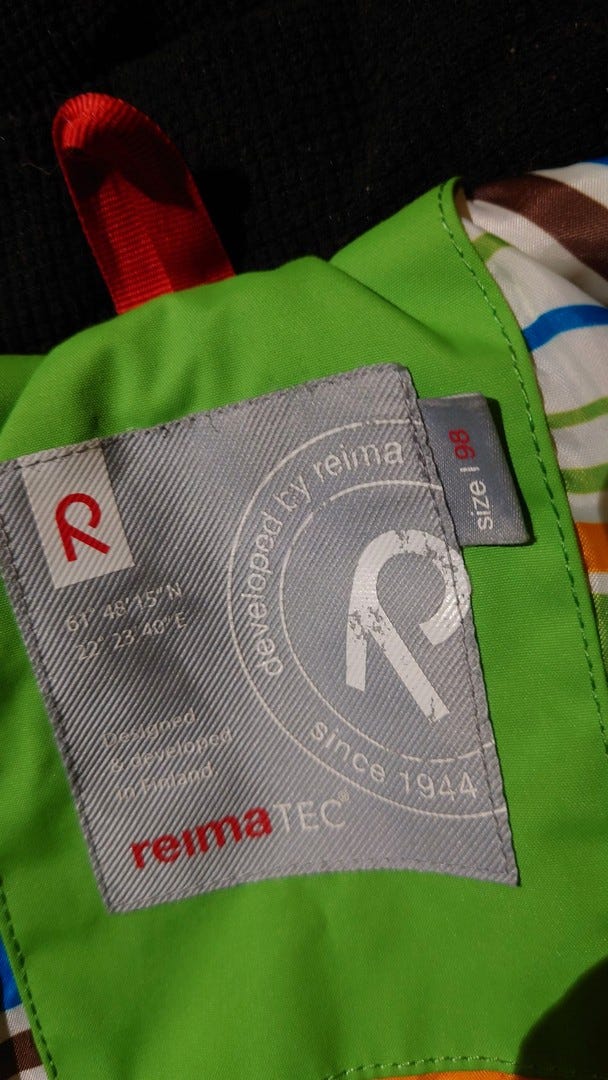 61° 48' 15" N
22° 23' 40" E
Designed
& developed
in Finland
reimaTEC®
developed by reima
since 1944
size | 98